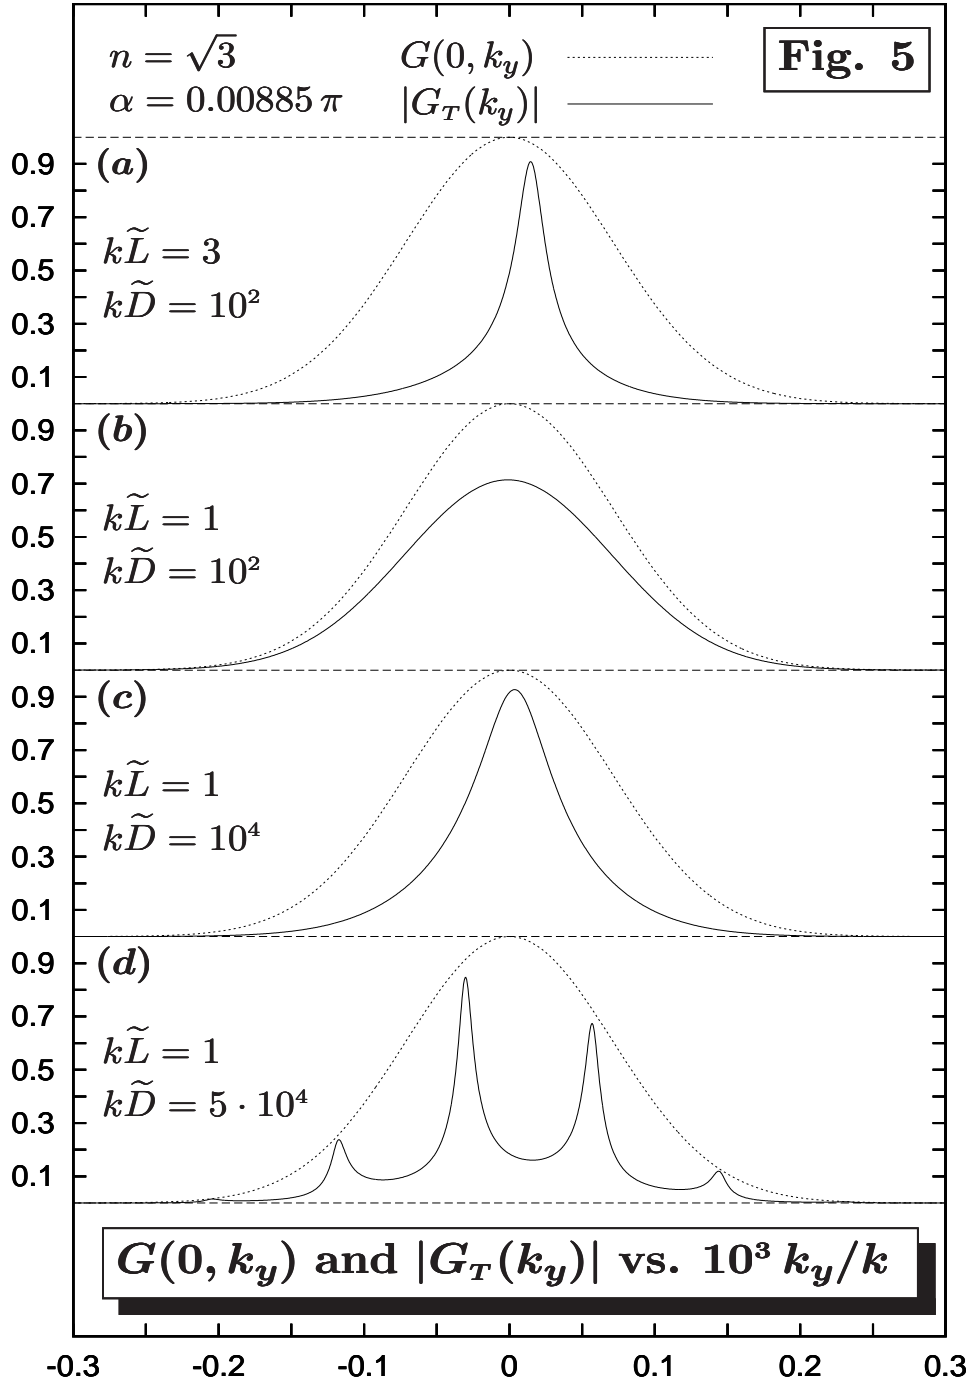 n = √3
G(0, k_y)
Fig. 5
α = 0.00885 π
|G_T(k_y)|
(a)
0.9
0.7
kL̃ = 3
0.5
kD̃ = 10²
0.3
0.1
(b)
0.9
0.7
kL̃ = 1
0.5
kD̃ = 10²
0.3
0.1
(c)
0.9
0.7
kL̃ = 1
0.5
kD̃ = 10⁴
0.3
0.1
(d)
0.9
0.7
kL̃ = 1
0.5
kD̃ = 5 · 10⁴
0.3
0.1
G(0, k_y) and |G_T(k_y)| vs. 10³ k_y/k
-0.3 -0.2 -0.1 0 0.1 0.2 0.3